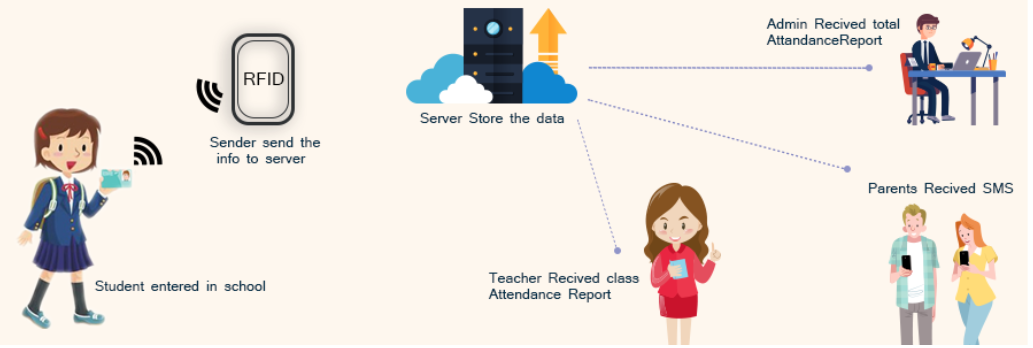 RFID
Sender send the
info to server
Student entered in school
Server Store the data
Admin Recived total
AttandanceReport
Parents Recived SMS
Teacher Recived class
Attendance Report